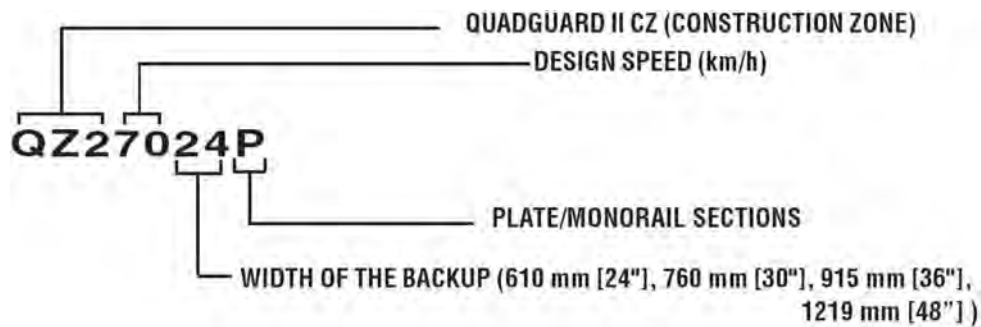 QUADGUARD II CZ (CONSTRUCTION ZONE)
DESIGN SPEED (km/h)
QZ27024P
PLATE/MONORAIL SECTIONS
WIDTH OF THE BACKUP (610 mm [24"], 760 mm [30"], 915 mm [36"],
1219 mm [48”] )